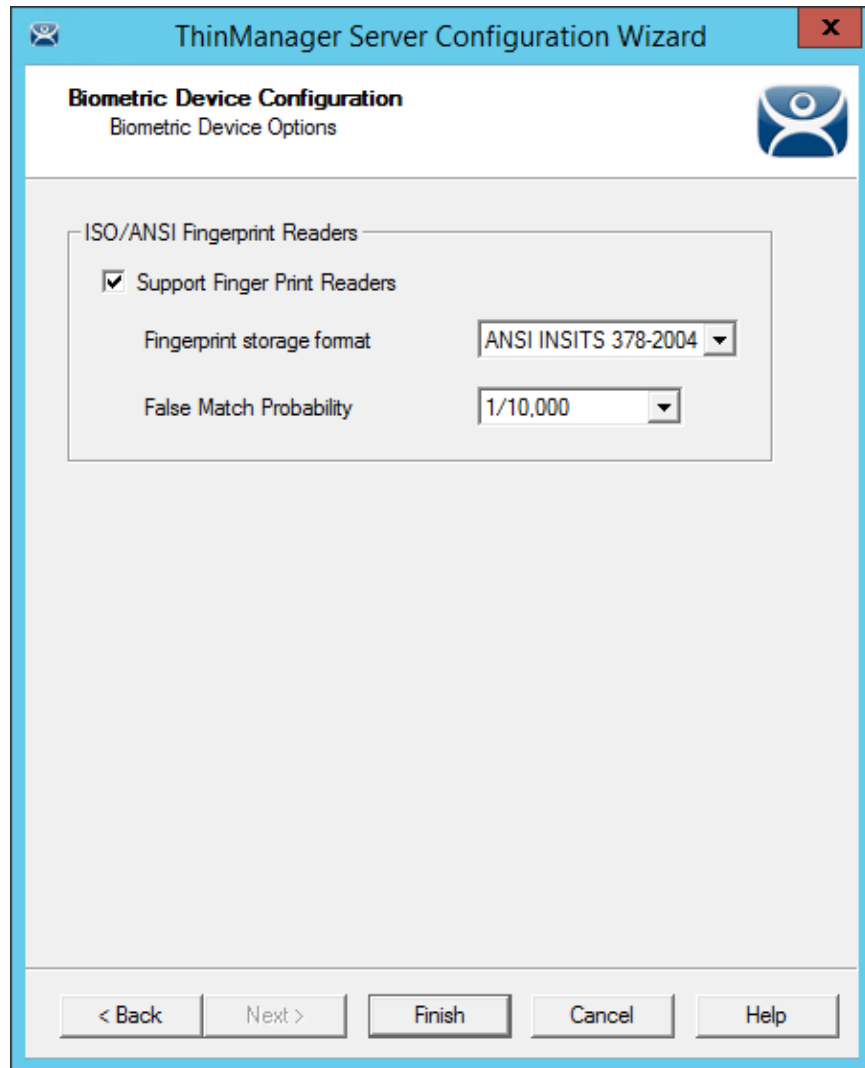 ThinManager Server Configuration Wizard
x
Biometric Device Configuration
Biometric Device Options
ISO/ANSI Fingerprint Readers
Support Finger Print Readers
Fingerprint storage format ANSI INSITS 378-2004
False Match Probability 1/10,000
< Back Next > Finish Cancel Help